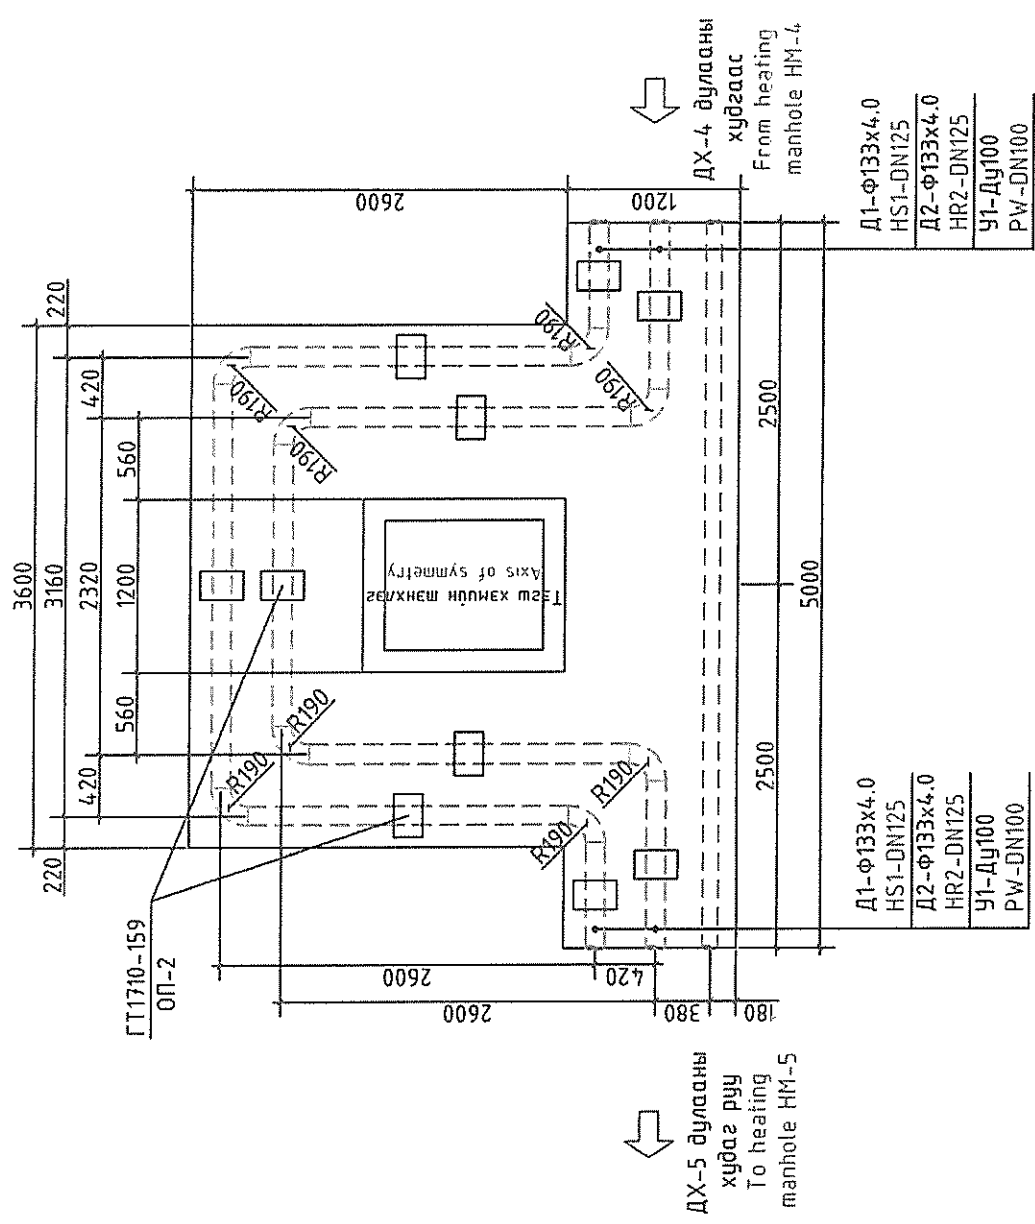 3600
220
3160
220
420
2320
420
560
1200
560
ГТ1710-159
ОП-2
R190
R190
R190
R190
R190
R190
R190
R190
Тэгш хэмийн тэнхлэг
Axis of symmetry
2600
1200
2600
420
2600
380
180
2500
2500
5000
ДХ-5 дулааны
худаг руу
To heating
manhole HM-5
ДХ-4 дулааны
худгаас
From heating
manhole HM-4
Д1-Ф133х4.0
HS1-DN125
Д2-Ф133х4.0
HR2-DN125
У1-Ду100
PW-DN100
Д1-Ф133х4.0
HS1-DN125
Д2-Ф133х4.0
HR2-DN125
У1-Ду100
PW-DN100